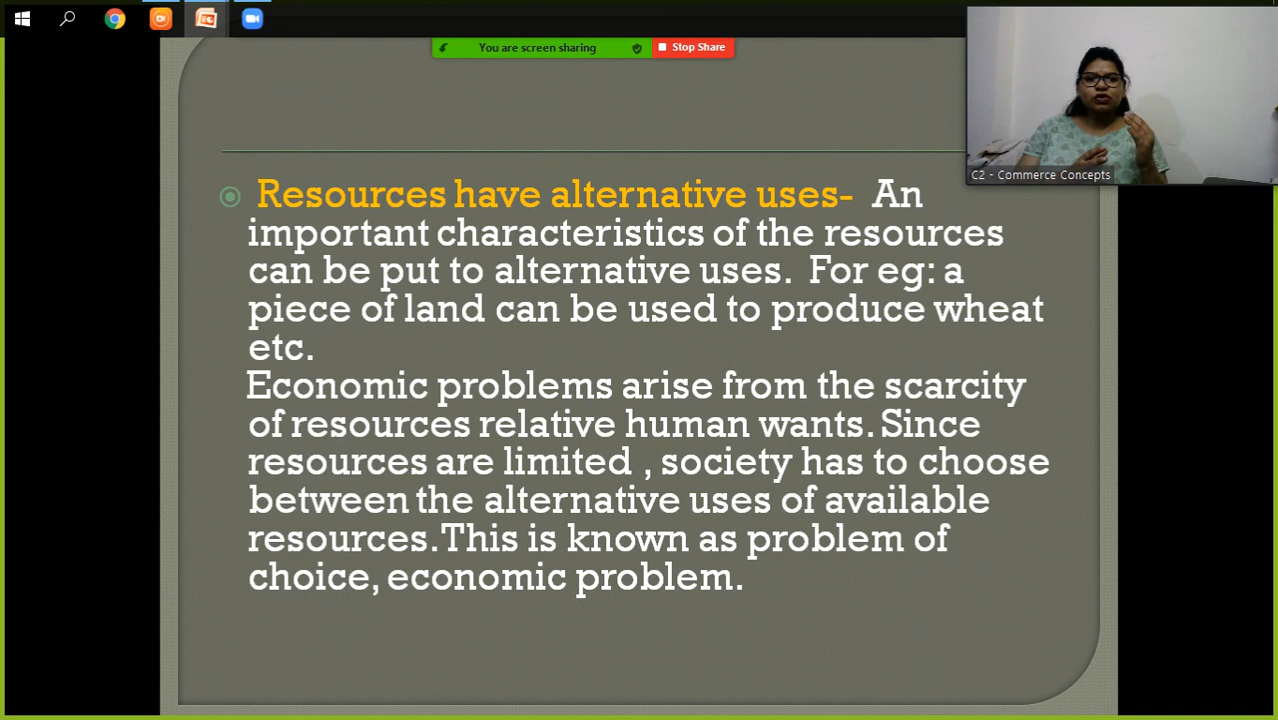 You are screen sharing
Stop Share
C2 - Commerce Concepts
Resources have alternative uses- An
important characteristics of the resources
can be put to alternative uses. For eg: a
piece of land can be used to produce wheat
etc.
Economic problems arise from the scarcity
of resources relative human wants. Since
resources are limited , society has to choose
between the alternative uses of available
resources. This is known as problem of
choice, economic problem.